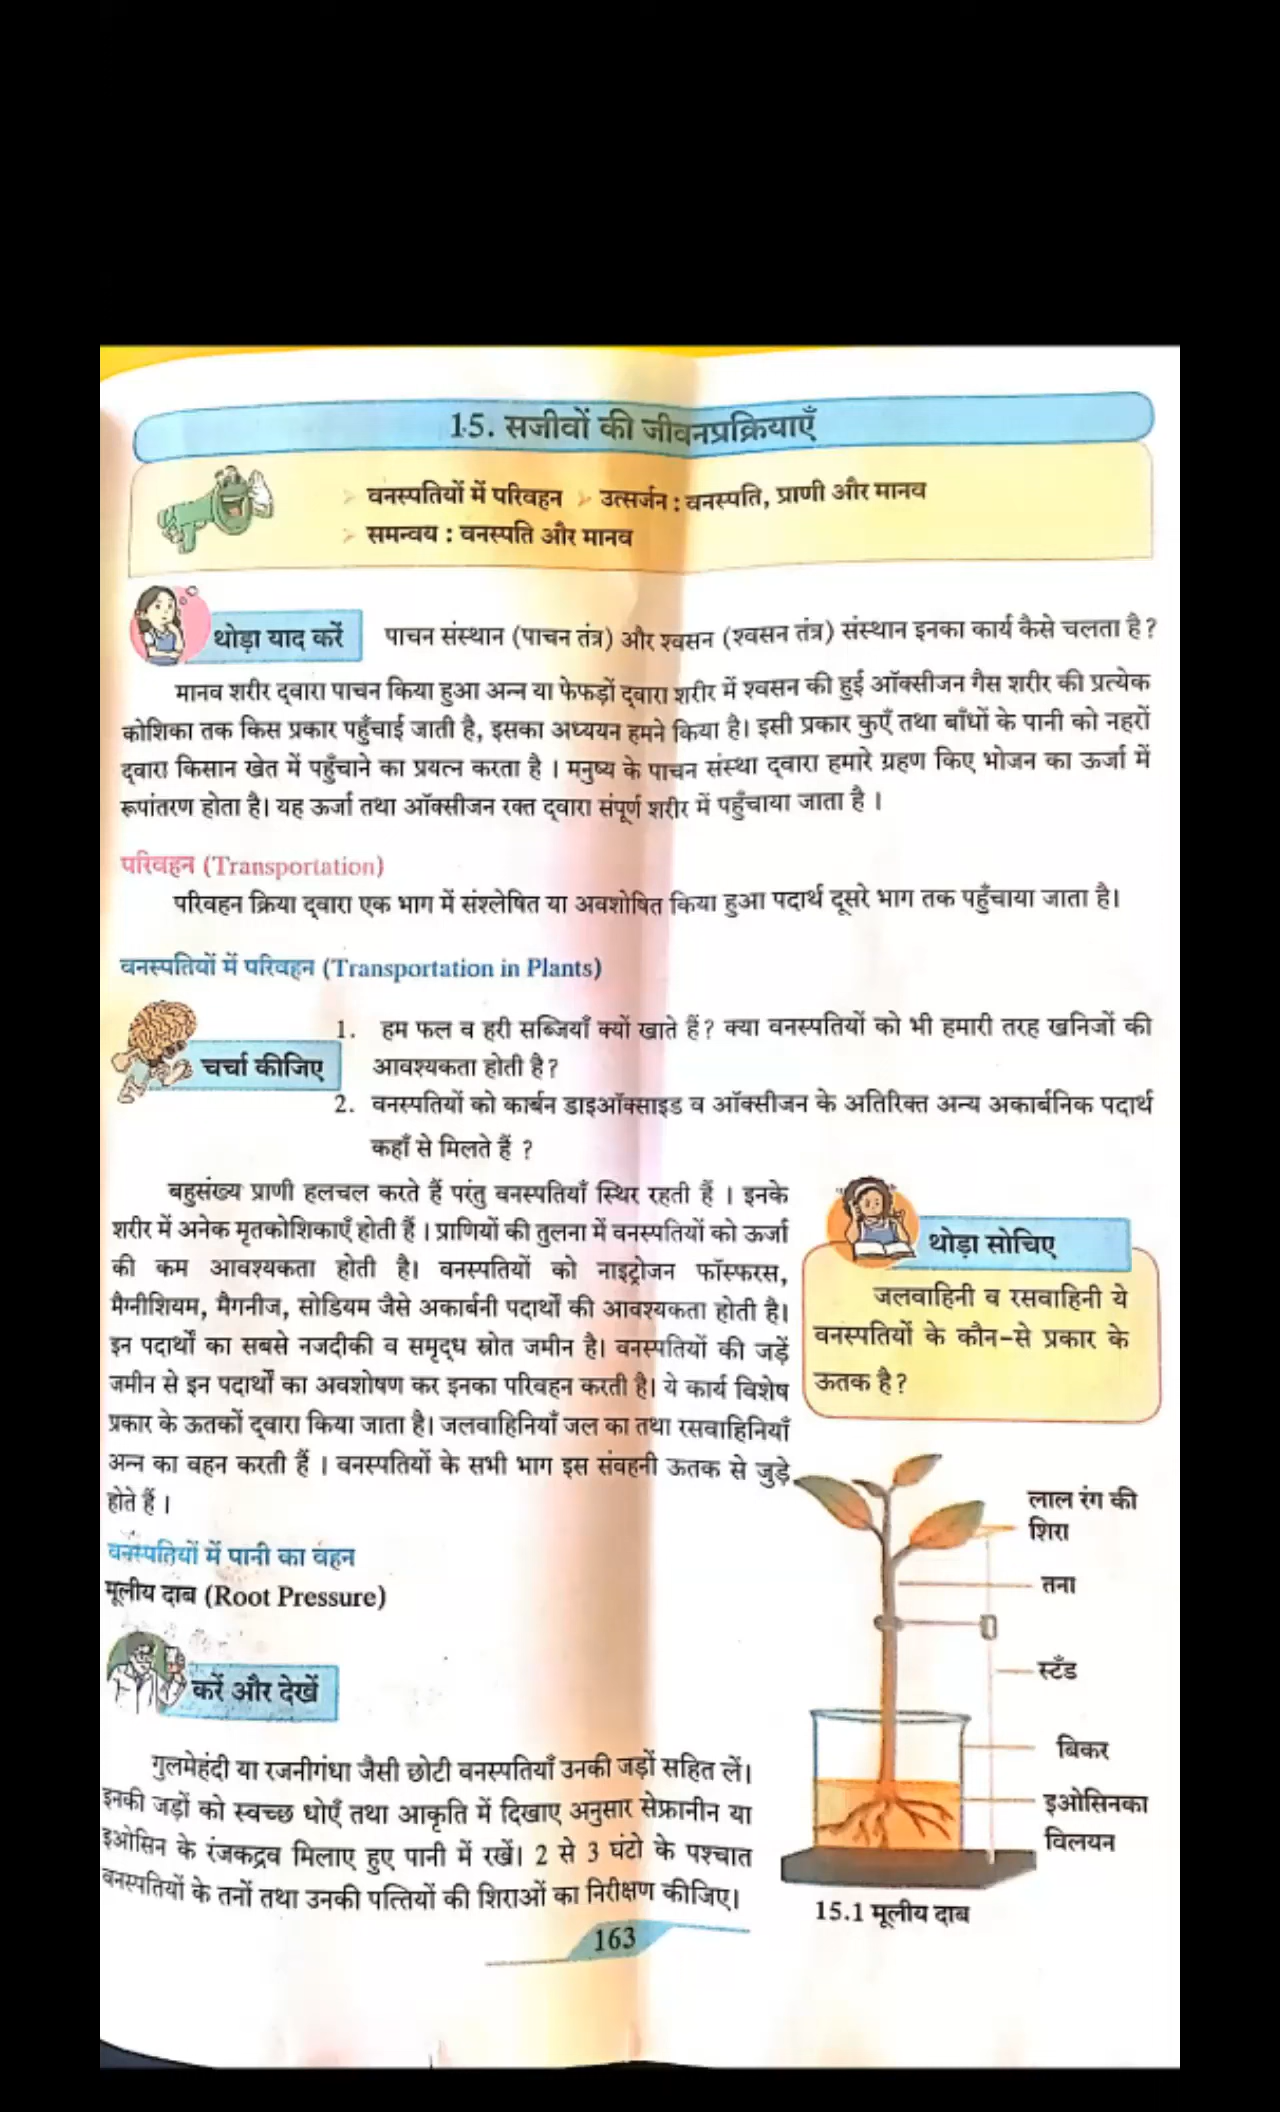 15. सजीवों की जीवनप्रक्रियाएँ
➢ वनस्पतियों में परिवहन ➢ उत्सर्जन : वनस्पति, प्राणी और मानव
➢ समन्वय : वनस्पति और मानव
थोड़ा याद करें
पाचन संस्थान (पाचन तंत्र) और श्वसन (श्वसन तंत्र) संस्थान इनका कार्य कैसे चलता है?
मानव शरीर द्वारा पाचन किया हुआ अन्न या फेफड़ों द्वारा शरीर में श्वसन की हुई ऑक्सीजन गैस शरीर की प्रत्येक
कोशिका तक किस प्रकार पहुँचाई जाती है, इसका अध्ययन हमने किया है। इसी प्रकार कुएँ तथा बाँधों के पानी को नहरों
द्वारा किसान खेत में पहुँचाने का प्रयत्न करता है । मनुष्य के पाचन संस्था द्वारा हमारे ग्रहण किए भोजन का ऊर्जा में
रूपांतरण होता है। यह ऊर्जा तथा ऑक्सीजन रक्त द्वारा संपूर्ण शरीर में पहुँचाया जाता है ।
परिवहन (Transportation)
परिवहन क्रिया द्वारा एक भाग में संश्लेषित या अवशोषित किया हुआ पदार्थ दूसरे भाग तक पहुँचाया जाता है।
वनस्पतियों में परिवहन (Transportation in Plants)
चर्चा कीजिए
1. हम फल व हरी सब्जियाँ क्यों खाते हैं? क्या वनस्पतियों को भी हमारी तरह खनिजों की
आवश्यकता होती है?
2. वनस्पतियों को कार्बन डाइऑक्साइड व ऑक्सीजन के अतिरिक्त अन्य अकार्बनिक पदार्थ
कहाँ से मिलते हैं ?
बहुसंख्य प्राणी हलचल करते हैं परंतु वनस्पतियाँ स्थिर रहती हैं । इनके
शरीर में अनेक मृतकोशिकाएँ होती हैं । प्राणियों की तुलना में वनस्पतियों को ऊर्जा
की कम आवश्यकता होती है। वनस्पतियों को नाइट्रोजन फॉस्फरस,
मैग्नीशियम, मैगनीज, सोडियम जैसे अकार्बनी पदार्थों की आवश्यकता होती है।
इन पदार्थों का सबसे नजदीकी व समृद्ध स्रोत जमीन है। वनस्पतियों की जड़ें
जमीन से इन पदार्थों का अवशोषण कर इनका परिवहन करती है। ये कार्य विशेष
प्रकार के ऊतकों द्वारा किया जाता है। जलवाहिनियाँ जल का तथा रसवाहिनियाँ
अन्न का वहन करती हैं । वनस्पतियों के सभी भाग इस संवहनी ऊतक से जुड़े
होते हैं ।
थोड़ा सोचिए
जलवाहिनी व रसवाहिनी ये
वनस्पतियों के कौन-से प्रकार के
ऊतक है?
वनस्पतियों में पानी का वहन
मूलीय दाब (Root Pressure)
करें और देखें
गुलमेहंदी या रजनीगंधा जैसी छोटी वनस्पतियाँ उनकी जड़ों सहित लें।
इनकी जड़ों को स्वच्छ धोएँ तथा आकृति में दिखाए अनुसार सेफ्रानीन या
इओसिन के रंजकद्रव मिलाए हुए पानी में रखें। 2 से 3 घंटो के पश्चात
वनस्पतियों के तनों तथा उनकी पत्तियों की शिराओं का निरीक्षण कीजिए।
लाल रंग की
शिरा
तना
स्टँड
बिकर
इओसिनका
विलयन
15.1 मूलीय दाब
163